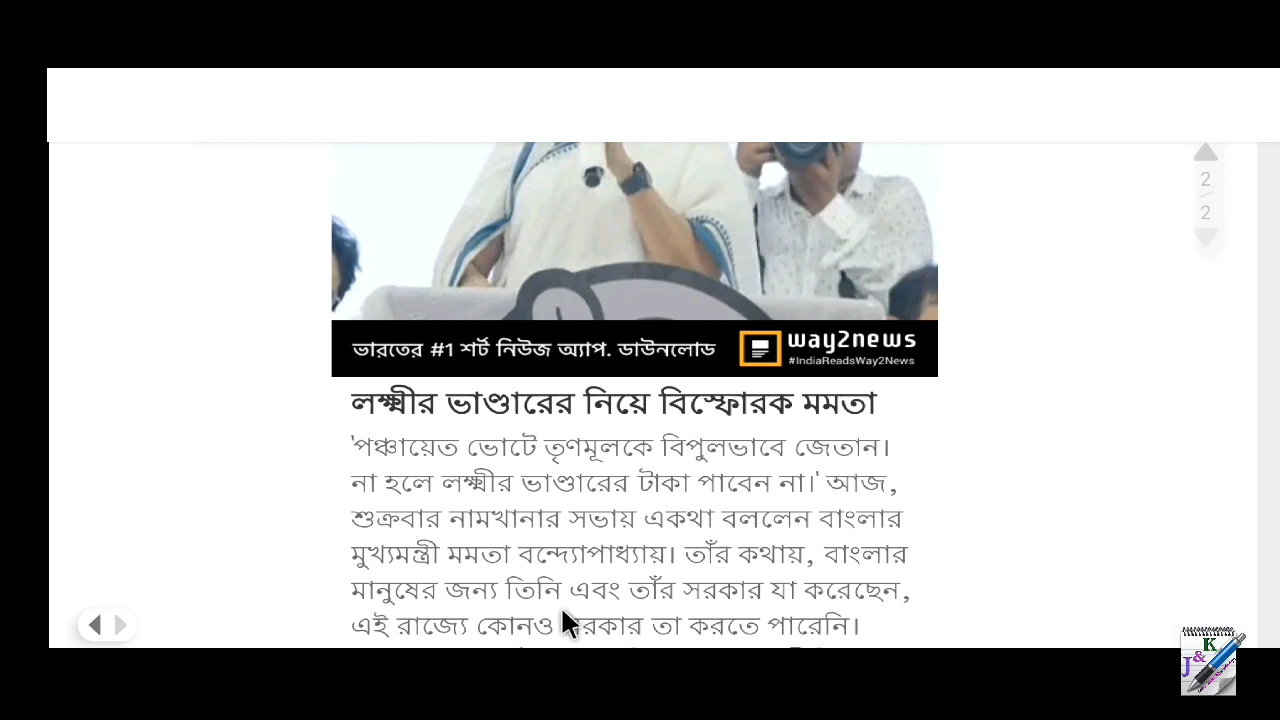 2
2
ভারতের #1 শর্ট নিউজ অ্যাপ. ডাউনলোড
way2news
#IndiaReadsWay2News
লক্ষ্মীর ভাণ্ডারের নিয়ে বিস্ফোরক মমতা
'পঞ্চায়েত ভোটে তৃণমূলকে বিপুলভাবে জেতান।
না হলে লক্ষ্মীর ভাণ্ডারের টাকা পাবেন না।' আজ,
শুক্রবার নামখানার সভায় একথা বললেন বাংলার
মুখ্যমন্ত্রী মমতা বন্দ্যোপাধ্যায়। তাঁর কথায়, বাংলার
মানুষের জন্য তিনি এবং তাঁর সরকার যা করেছেন,
এই রাজ্যে কোনও সরকার তা করতে পারেনি।
J&K